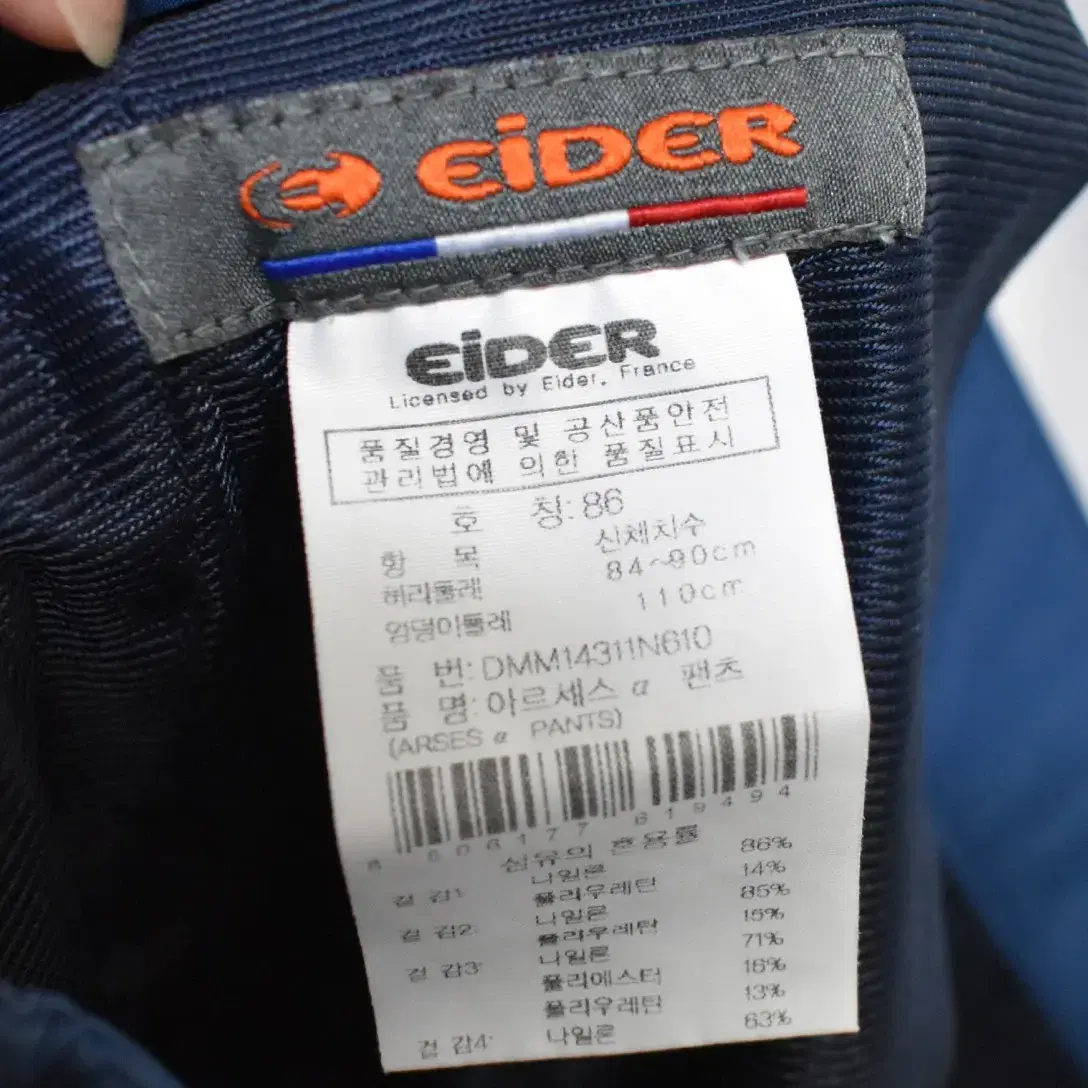 EiDER
EiDER
Licensed by Eider, France
품질경영 및 공산품안전
관리법에 의한 품질표시
호 칭: 86
항 목 신체치수
허리둘레 84~90cm
엉덩이둘레 110cm
품 번: DMM14311N610
품 명: 아르세스 α 팬츠
(ARSES α PANTS)
섬유의 혼용률
겉 감1 나일론 86%
폴리우레탄 14%
겉 감2 나일론 85%
폴리우레탄 15%
겉 감3 나일론 71%
폴리에스터 16%
폴리우레탄 13%
겉 감4 나일론 63%